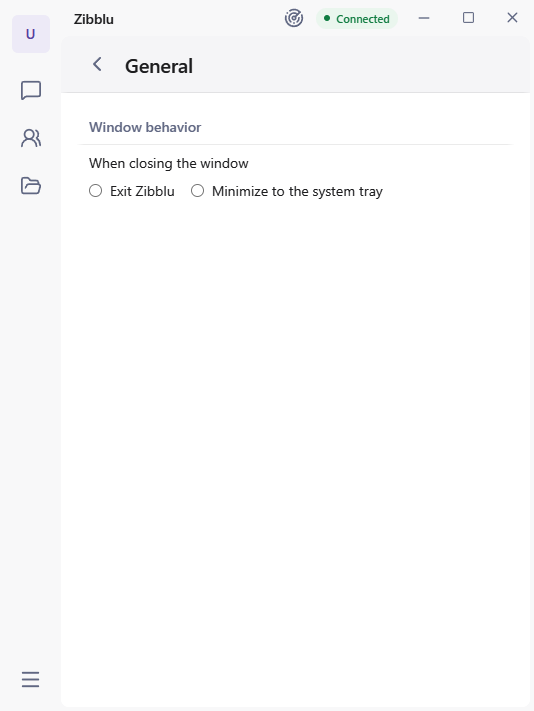 U
Zibblu
Connected
General
Window behavior
When closing the window
Exit Zibblu
Minimize to the system tray